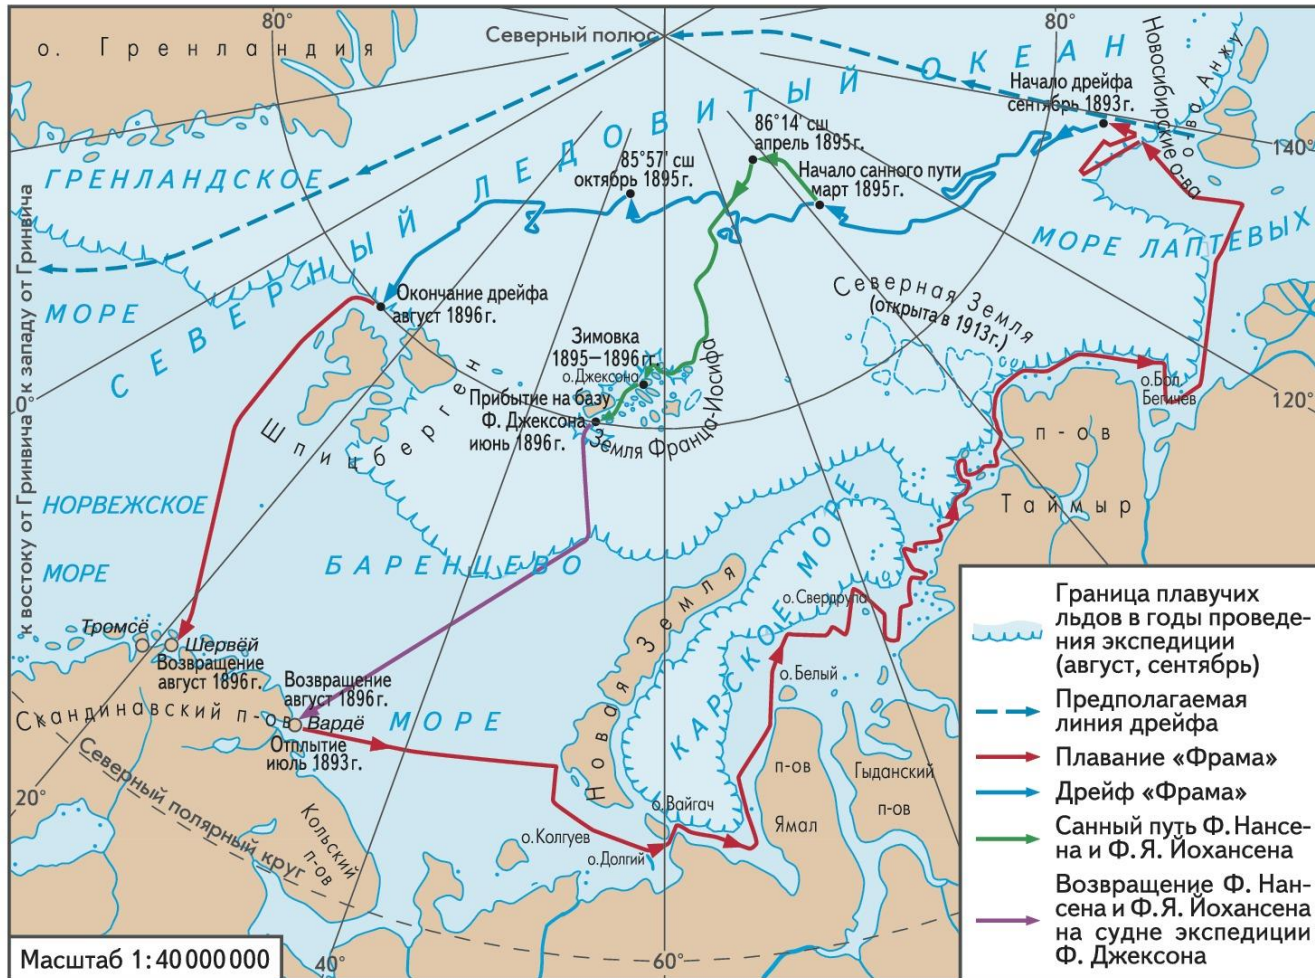 80°
80°
о. Гренландия
Северный полюс
СЕВЕРНЫЙ ЛЕДОВИТЫЙ ОКЕАН
Новосибирские о-ва
о-ва Анжу
Начало дрейфа
сентябрь 1893 г.
140°
86°14' сш
апрель 1895 г.
85°57' сш
октябрь 1895 г.
Начало санного пути
март 1895 г.
ГРЕНЛАНДСКОЕ
МОРЕ
МОРЕ ЛАПТЕВЫХ
к востоку от Гринвича 0° к западу от Гринвича
Окончание дрейфа
август 1896 г.
Северная Земля
(открыта в 1913 г.)
Зимовка
1895–1896 гг.
о. Джексона
Прибытие на базу
Ф. Джексона
июнь 1896 г.
Земля Франца-Иосифа
Шпицберген
о. Бол.
Бегичев
120°
п-ов
Таймыр
НОРВЕЖСКОЕ
МОРЕ
БАРЕНЦЕВО
МОРЕ
КАРСКОЕ МОРЕ
Новая Земля
о. Свердрупа
о. Белый
Тромсё
Шервёй
Возвращение
август 1896 г.
Возвращение
август 1896 г.
Вардё
Отплытие
июль 1893 г.
Скандинавский п-ов
Северный полярный круг
20°
Кольский
п-ов
о. Колгуев
о. Долгий
о. Вайгач
п-ов
Ямал
Гыданский
п-ов
40°
60°
Масштаб 1:40 000 000
Граница плавучих
льдов в годы проведе-
ния экспедиции
(август, сентябрь)
Предполагаемая
линия дрейфа
Плавание «Фрама»
Дрейф «Фрама»
Санный путь Ф. Нансе-
на и Ф.Я. Йохансена
Возвращение Ф. Нан-
сена и Ф.Я. Йохансена
на судне экспедиции
Ф. Джексона